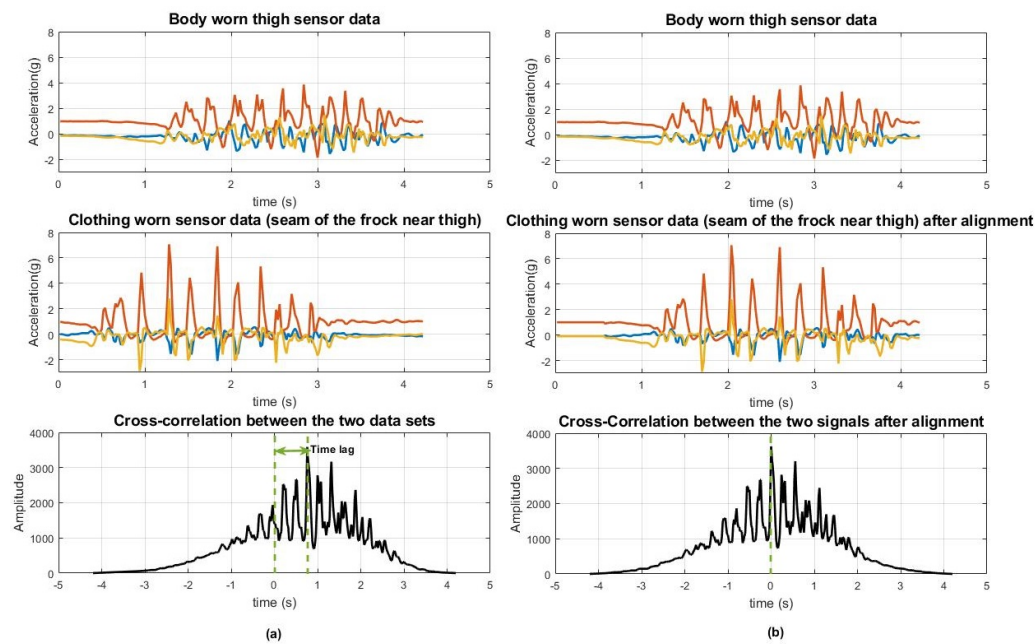 Body worn thigh sensor data
Acceleration(g)
8
6
4
2
0
-2
0 1 2 3 4 5
time (s)
Clothing worn sensor data (seam of the frock near thigh)
Acceleration(g)
8
6
4
2
0
-2
0 1 2 3 4 5
time (s)
Cross-correlation between the two data sets
Amplitude
4000
3000
2000
1000
0
Time lag
-5 -4 -3 -2 -1 0 1 2 3 4 5
time (s)
(a)
Body worn thigh sensor data
Acceleration(g)
8
6
4
2
0
-2
0 1 2 3 4 5
time (s)
Clothing worn sensor data (seam of the frock near thigh) after alignment
Acceleration(g)
8
6
4
2
0
-2
0 1 2 3 4 5
time (s)
Cross-Correlation between the two signals after alignment
Amplitude
4000
3000
2000
1000
0
-5 -4 -3 -2 -1 0 1 2 3 4 5
time (s)
(b)